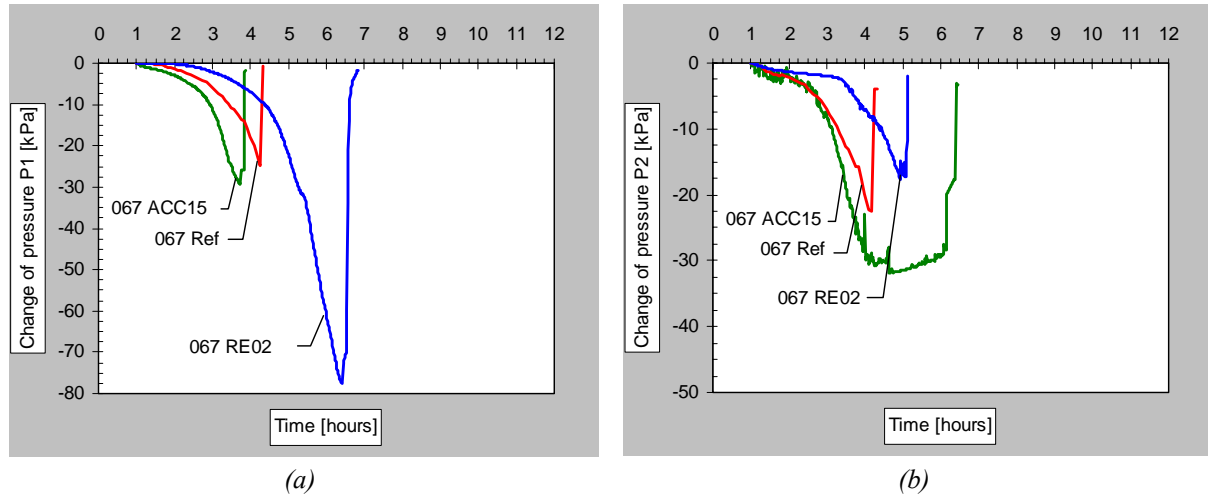 0 1 2 3 4 5 6 7 8 9 10 11 12
0
-10
-20
-30
-40
-50
-60
-70
-80
Change of pressure P1 [kPa]
067 ACC15
067 Ref
067 RE02
Time [hours]
(a)
0 1 2 3 4 5 6 7 8 9 10 11 12
0
-10
-20
-30
-40
-50
Change of pressure P2 [kPa]
067 ACC15
067 Ref
067 RE02
Time [hours]
(b)